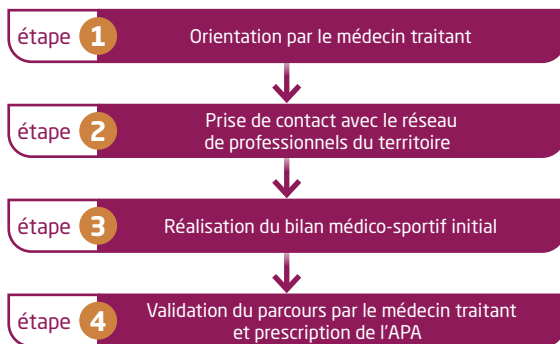 étape 1 Orientation par le médecin traitant
étape 2 Prise de contact avec le réseau
de professionnels du territoire
étape 3 Réalisation du bilan médico-sportif initial
étape 4 Validation du parcours par le médecin traitant
et prescription de l'APA